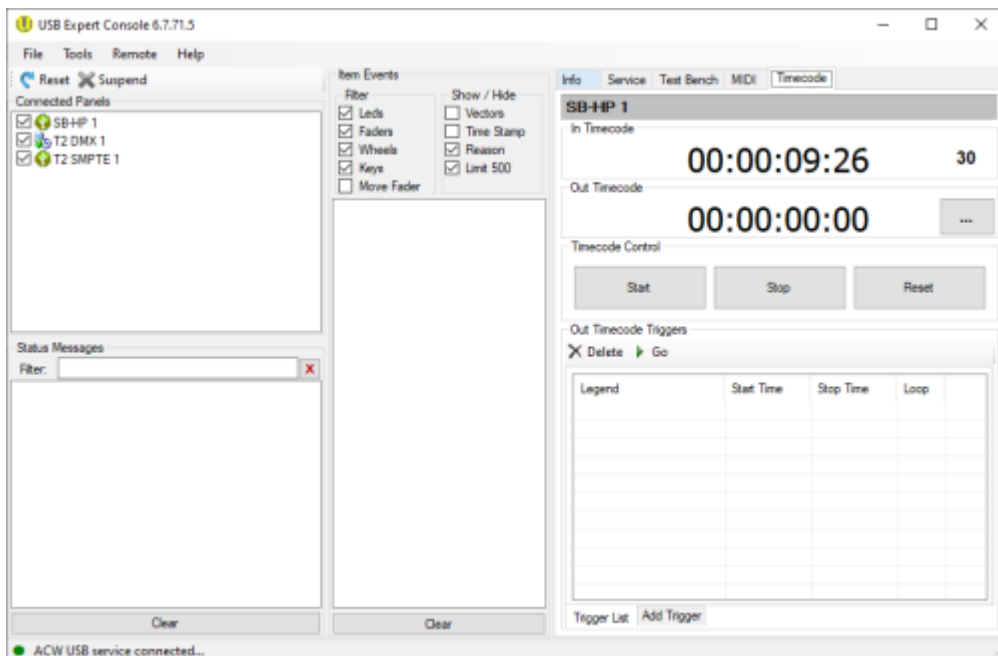 USB Expert Console 6.7.71.5
File Tools Remote Help
Reset Suspend
Connected Panels
SB-HP 1
T2 DMX 1
T2 SMPTE 1
Status Messages
Filter:
X
Clear
Item Events
Filter
Leds
Faders
Wheels
Keys
Move Fader
Show / Hide
Vectors
Time Stamp
Reason
Limit 500
Clear
Info Service Test Bench MIDI Timecode
SB-HP 1
In Timecode
00:00:09:26 30
Out Timecode
00:00:00:00 ...
Timecode Control
Start Stop Reset
Out Timecode Triggers
Delete Go
Legend Start Time Stop Time Loop
Trigger List Add Trigger
ACW USB service connected...